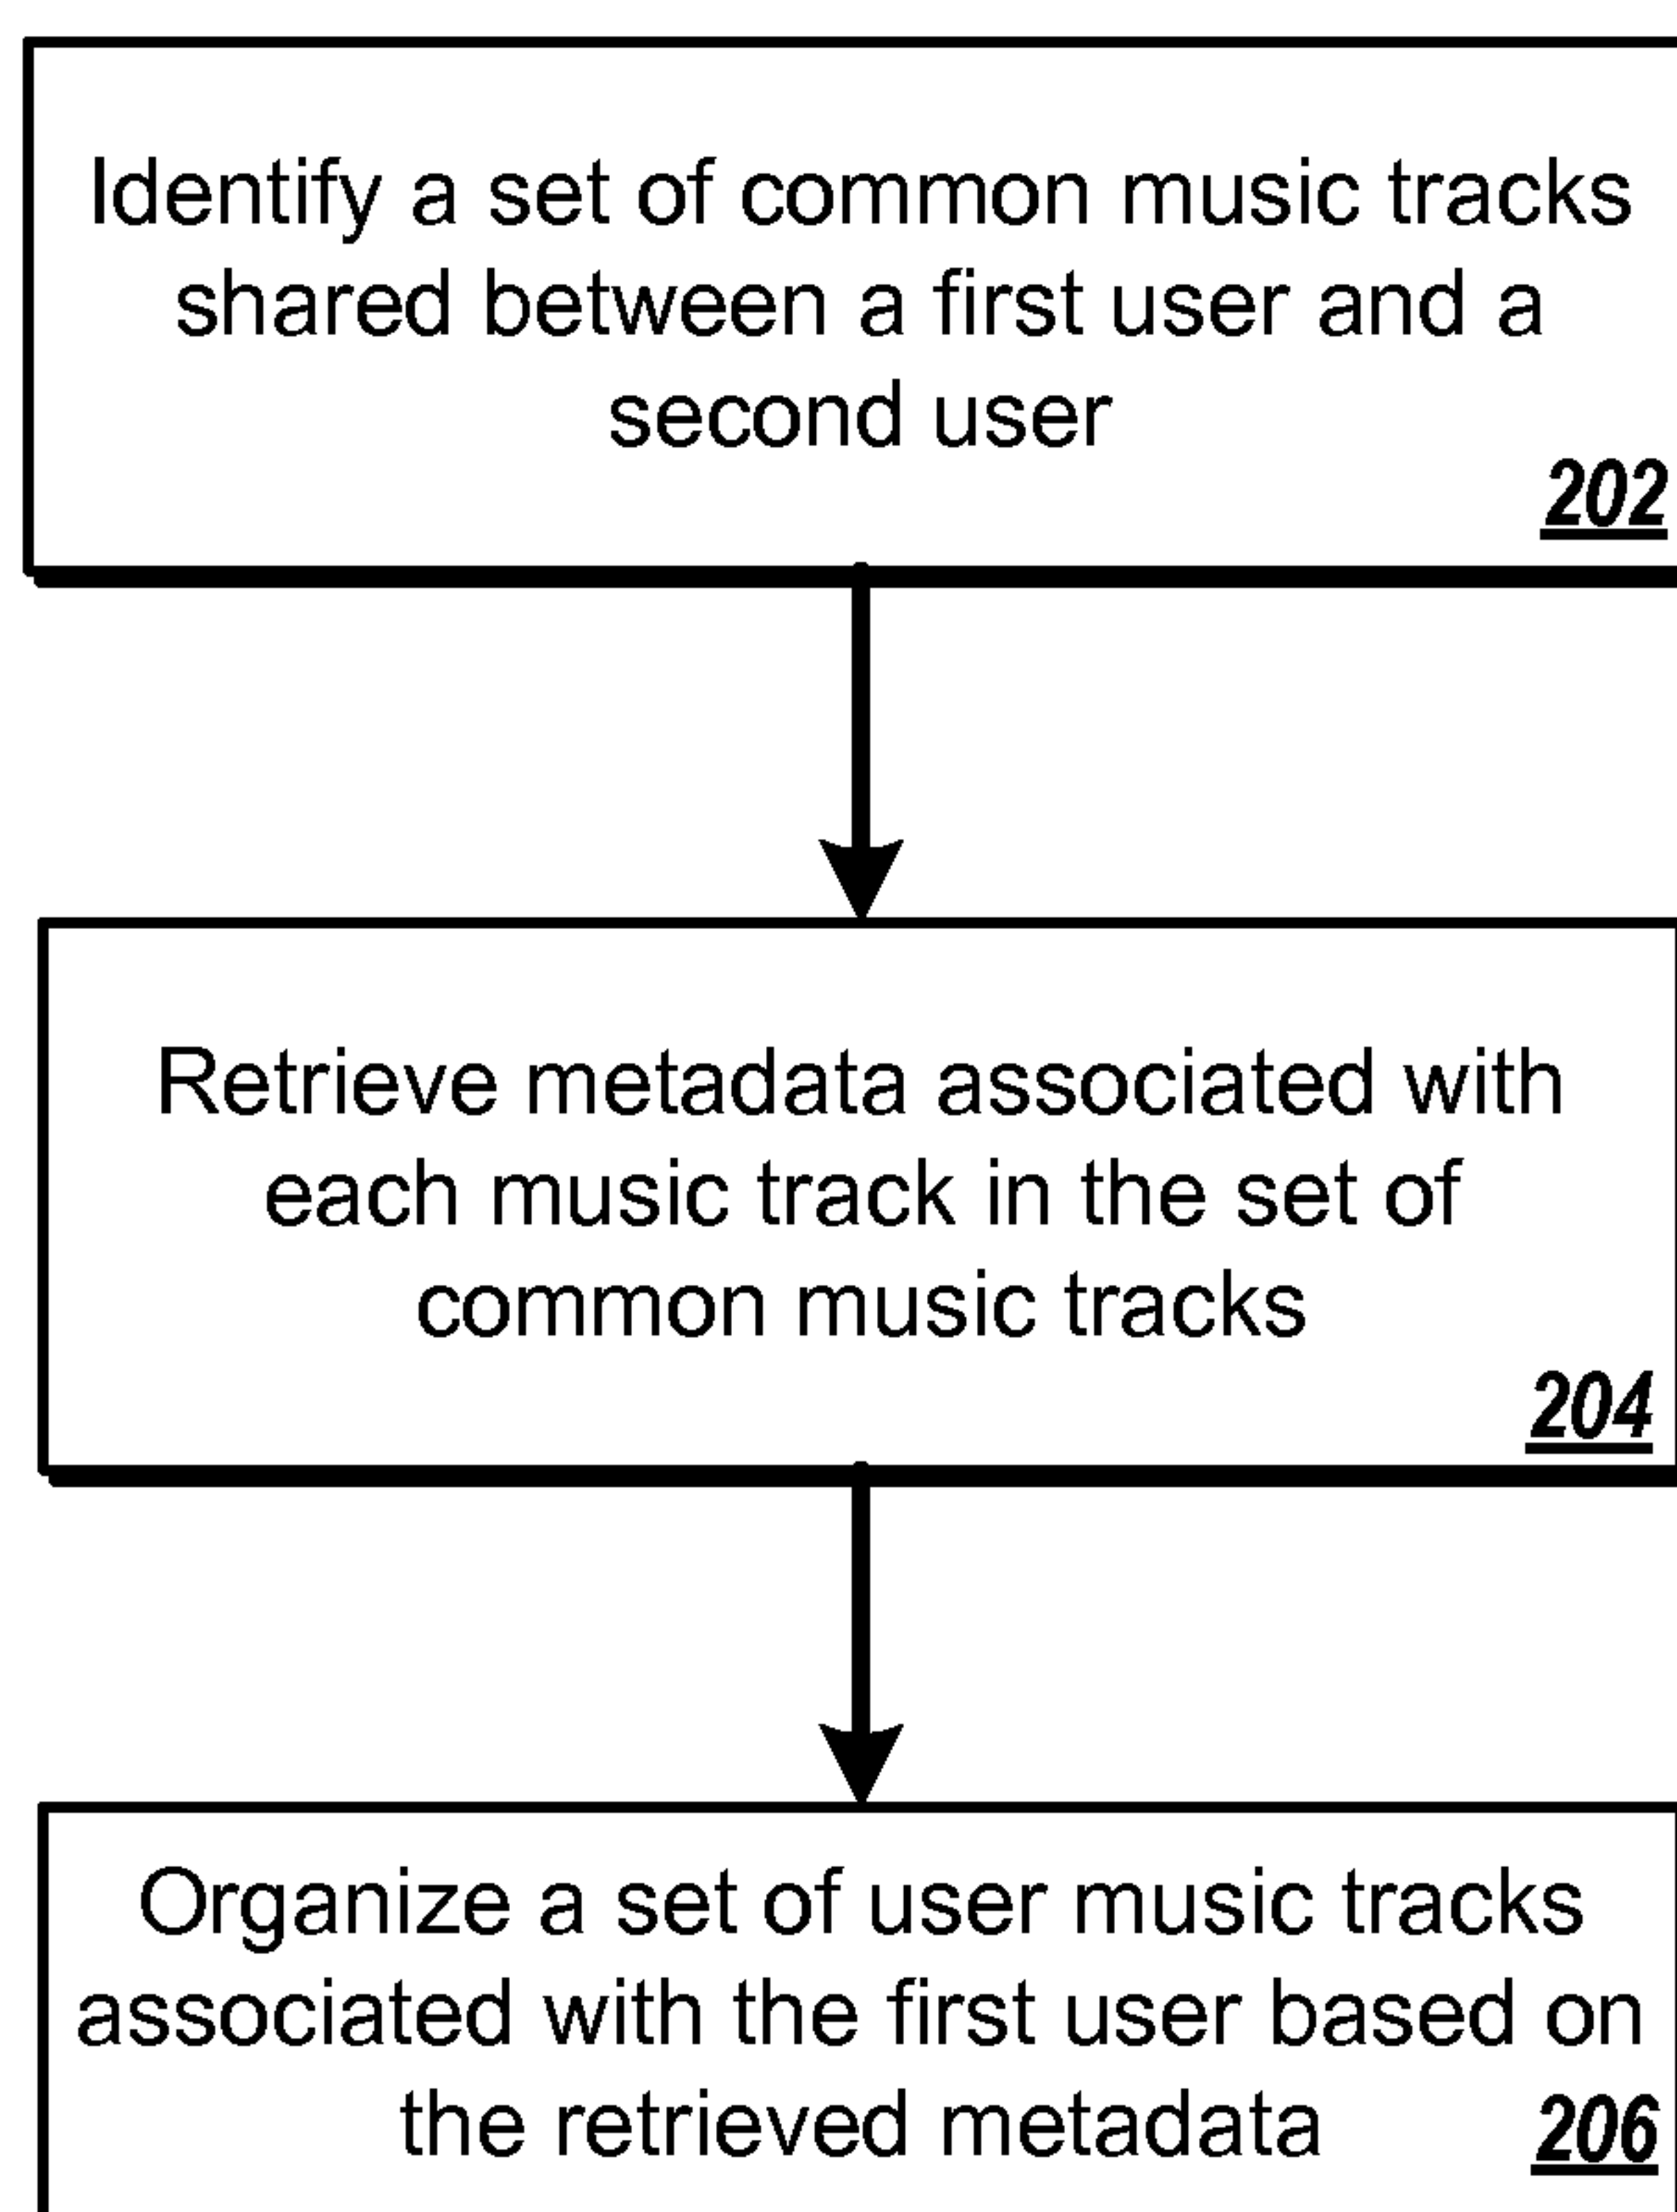 Identify a set of common music tracks
shared between a first user and a
second user
202
Retrieve metadata associated with
each music track in the set of
common music tracks
204
Organize a set of user music tracks
associated with the first user based on
the retrieved metadata
206